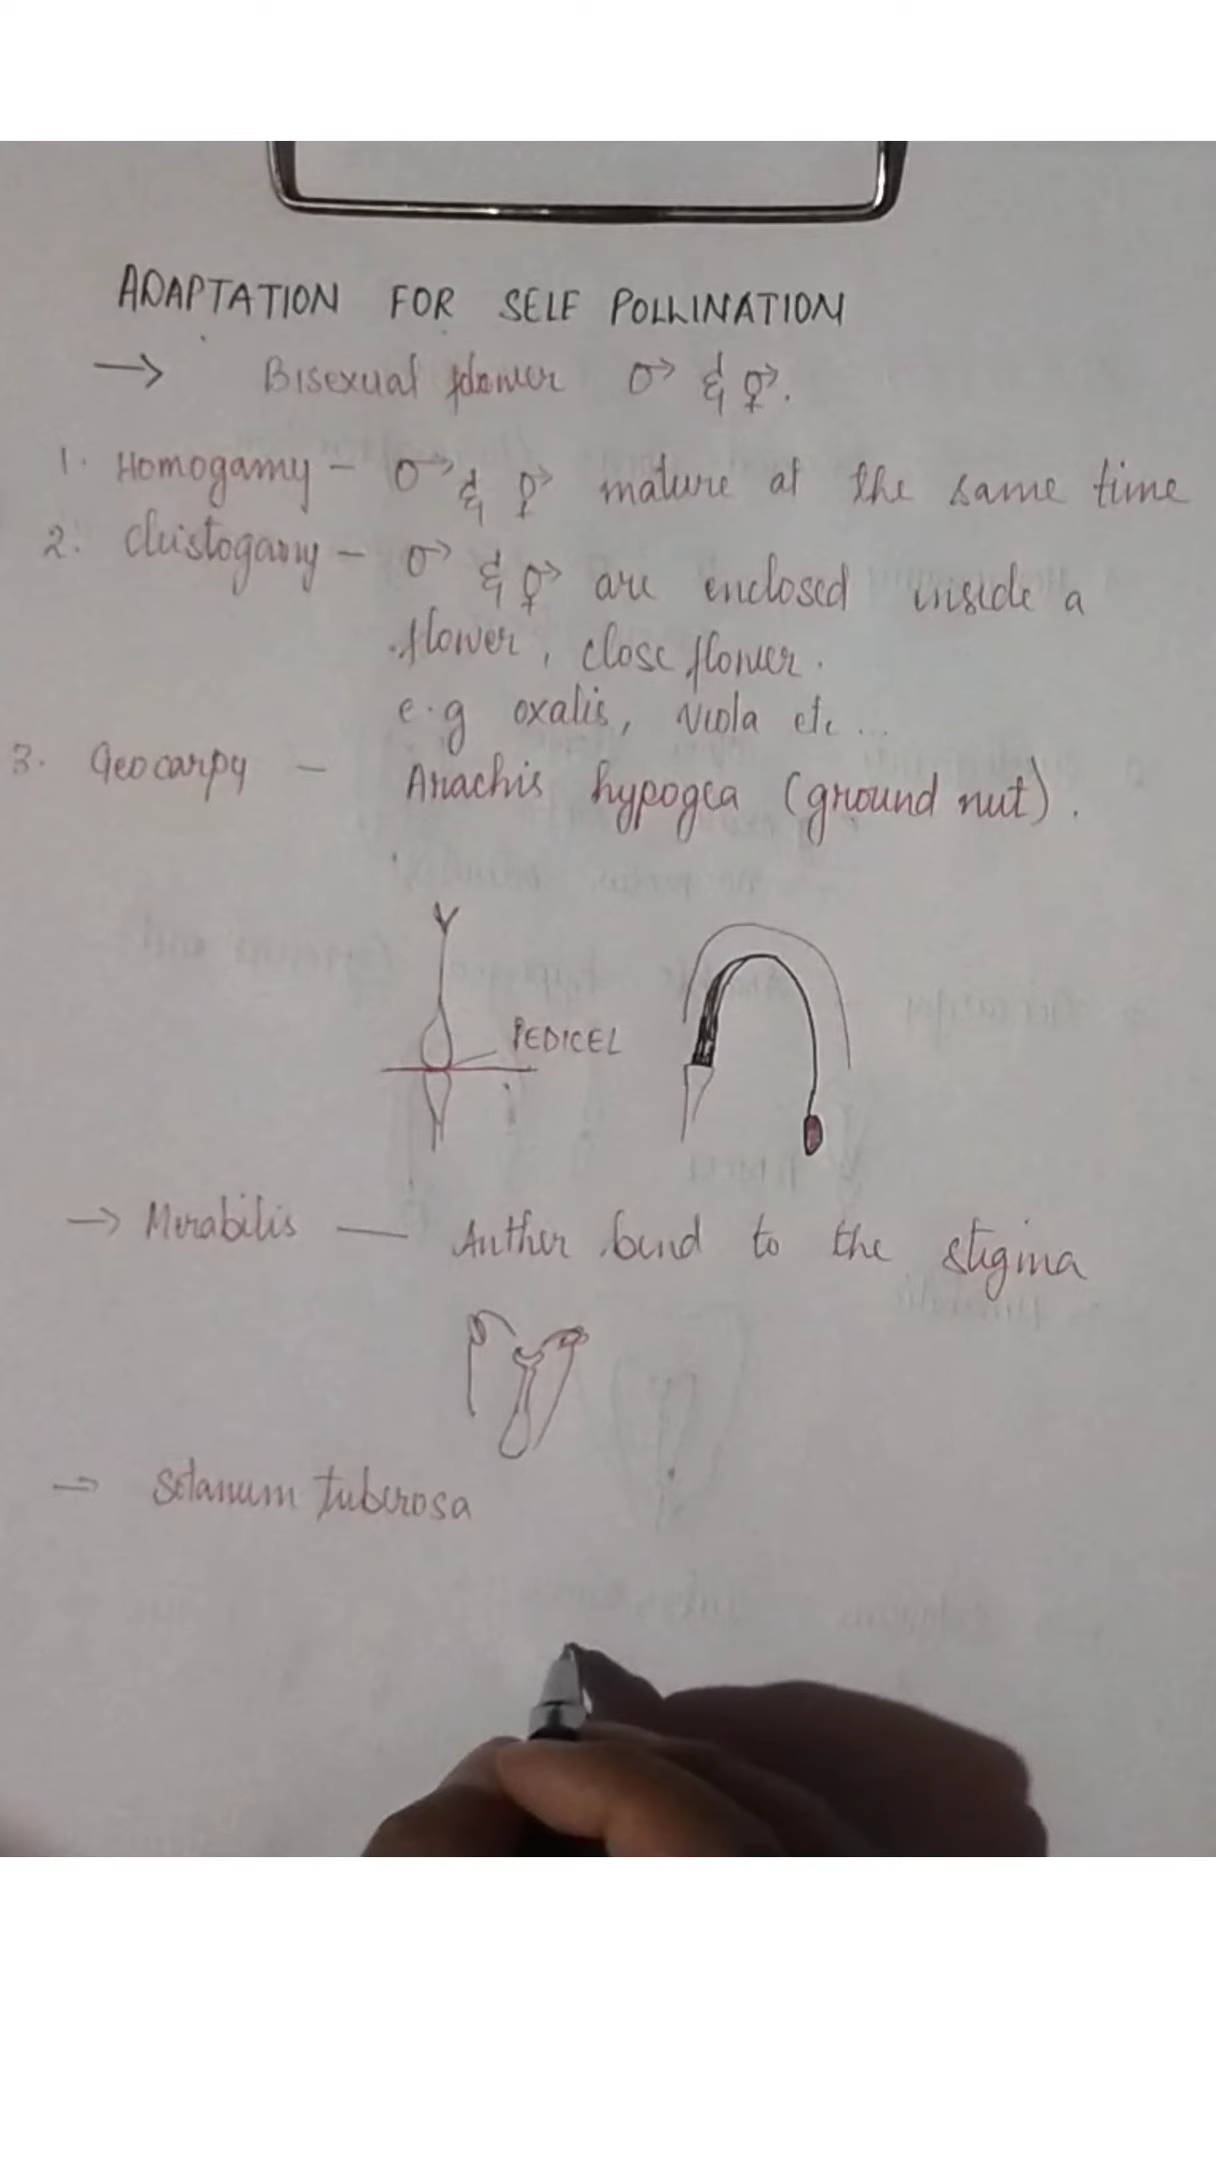 ADAPTATION FOR SELF POLLINATION
→ Bisexual flower ♂ & ⚥.
1. Homogamy - ♂ & ⚥ mature at the same time
2. Cleistogamy - ♂ & ⚥ are enclosed inside a
flower, close flower.
e.g oxalis, viola etc...
3. Geocarpy - Arachis hypogea (ground nut).
PEDICEL
→ Mirabilis — Anther bend to the stigma
→ Solanum tuberosa